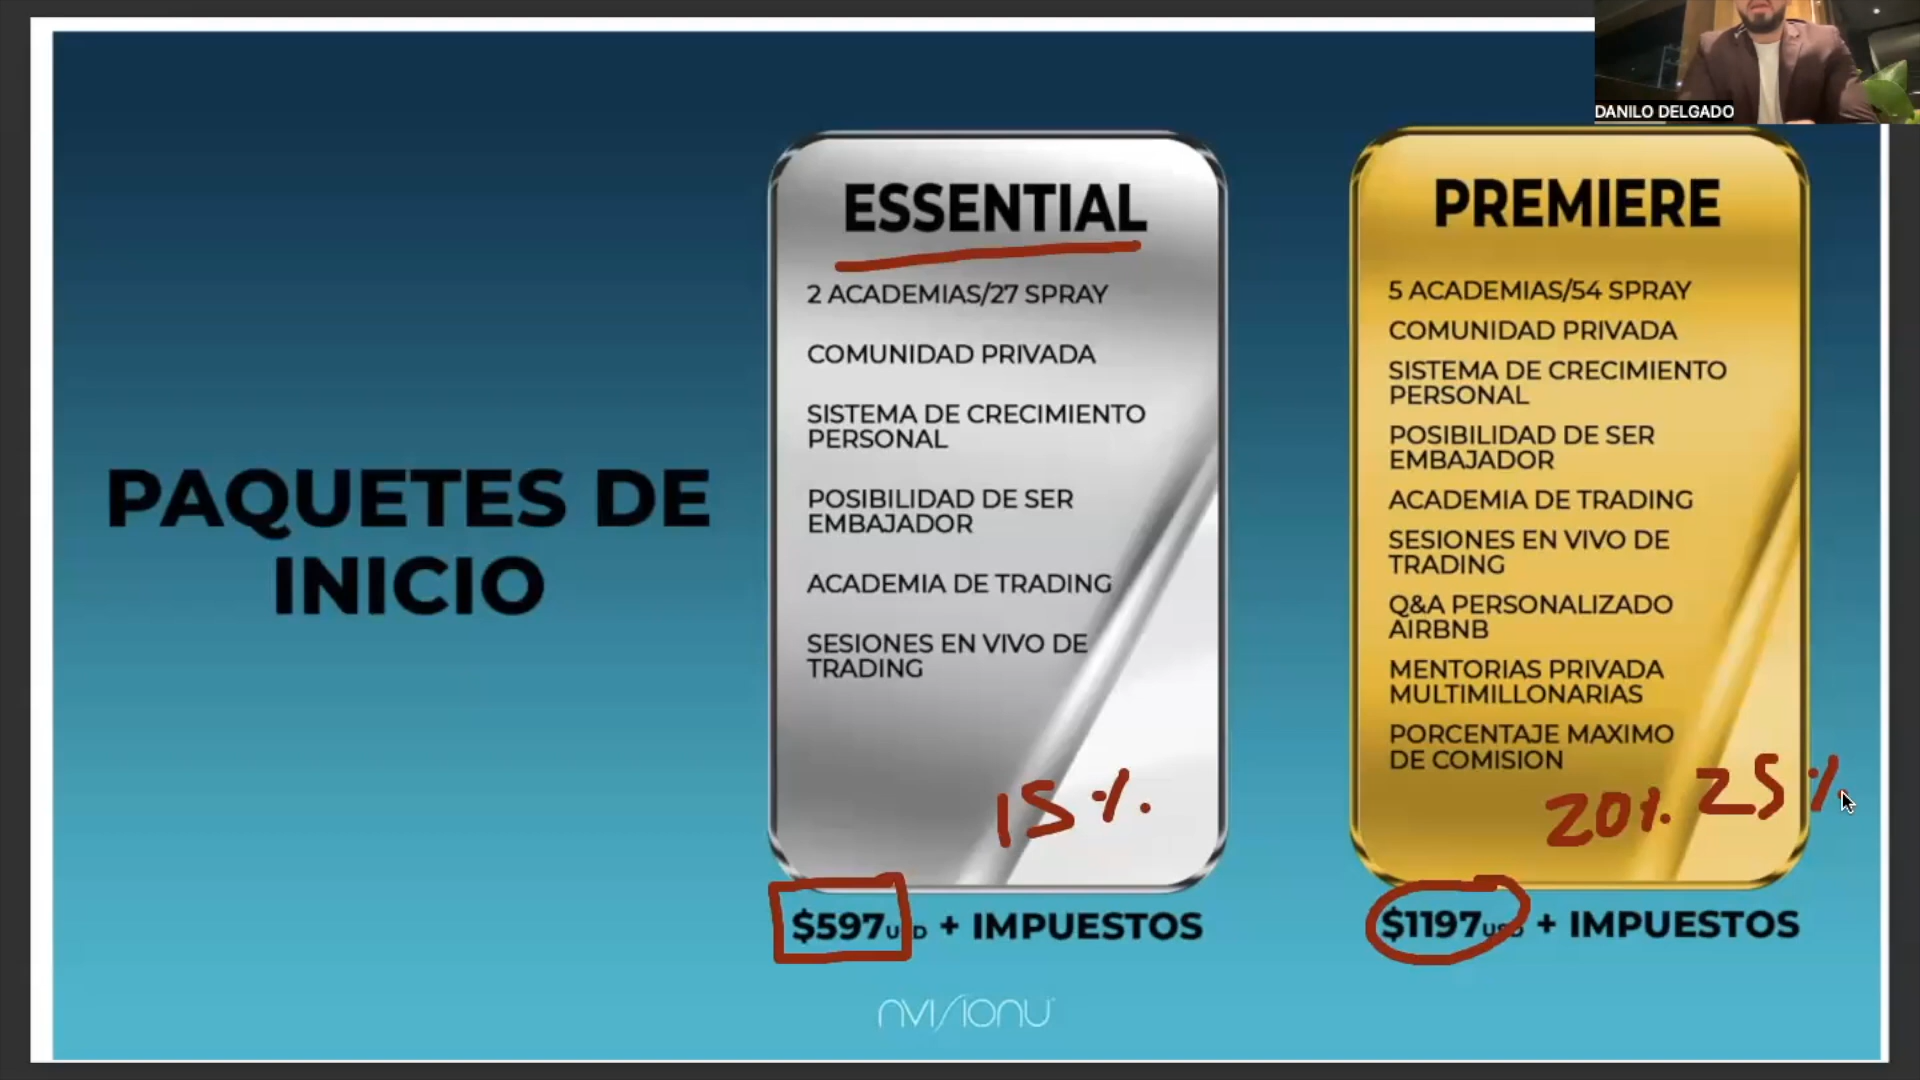 DANILO DELGADO
PAQUETES DE
INICIO
ESSENTIAL
2 ACADEMIAS/27 SPRAY
COMUNIDAD PRIVADA
SISTEMA DE CRECIMIENTO
PERSONAL
POSIBILIDAD DE SER
EMBAJADOR
ACADEMIA DE TRADING
SESIONES EN VIVO DE
TRADING
15%
$597USD + IMPUESTOS
PREMIERE
5 ACADEMIAS/54 SPRAY
COMUNIDAD PRIVADA
SISTEMA DE CRECIMIENTO
PERSONAL
POSIBILIDAD DE SER
EMBAJADOR
ACADEMIA DE TRADING
SESIONES EN VIVO DE
TRADING
Q&A PERSONALIZADO
AIRBNB
MENTORIAS PRIVADA
MULTIMILLONARIAS
PORCENTAJE MAXIMO
DE COMISION
20% 25%
$1197USD + IMPUESTOS
nvisionu